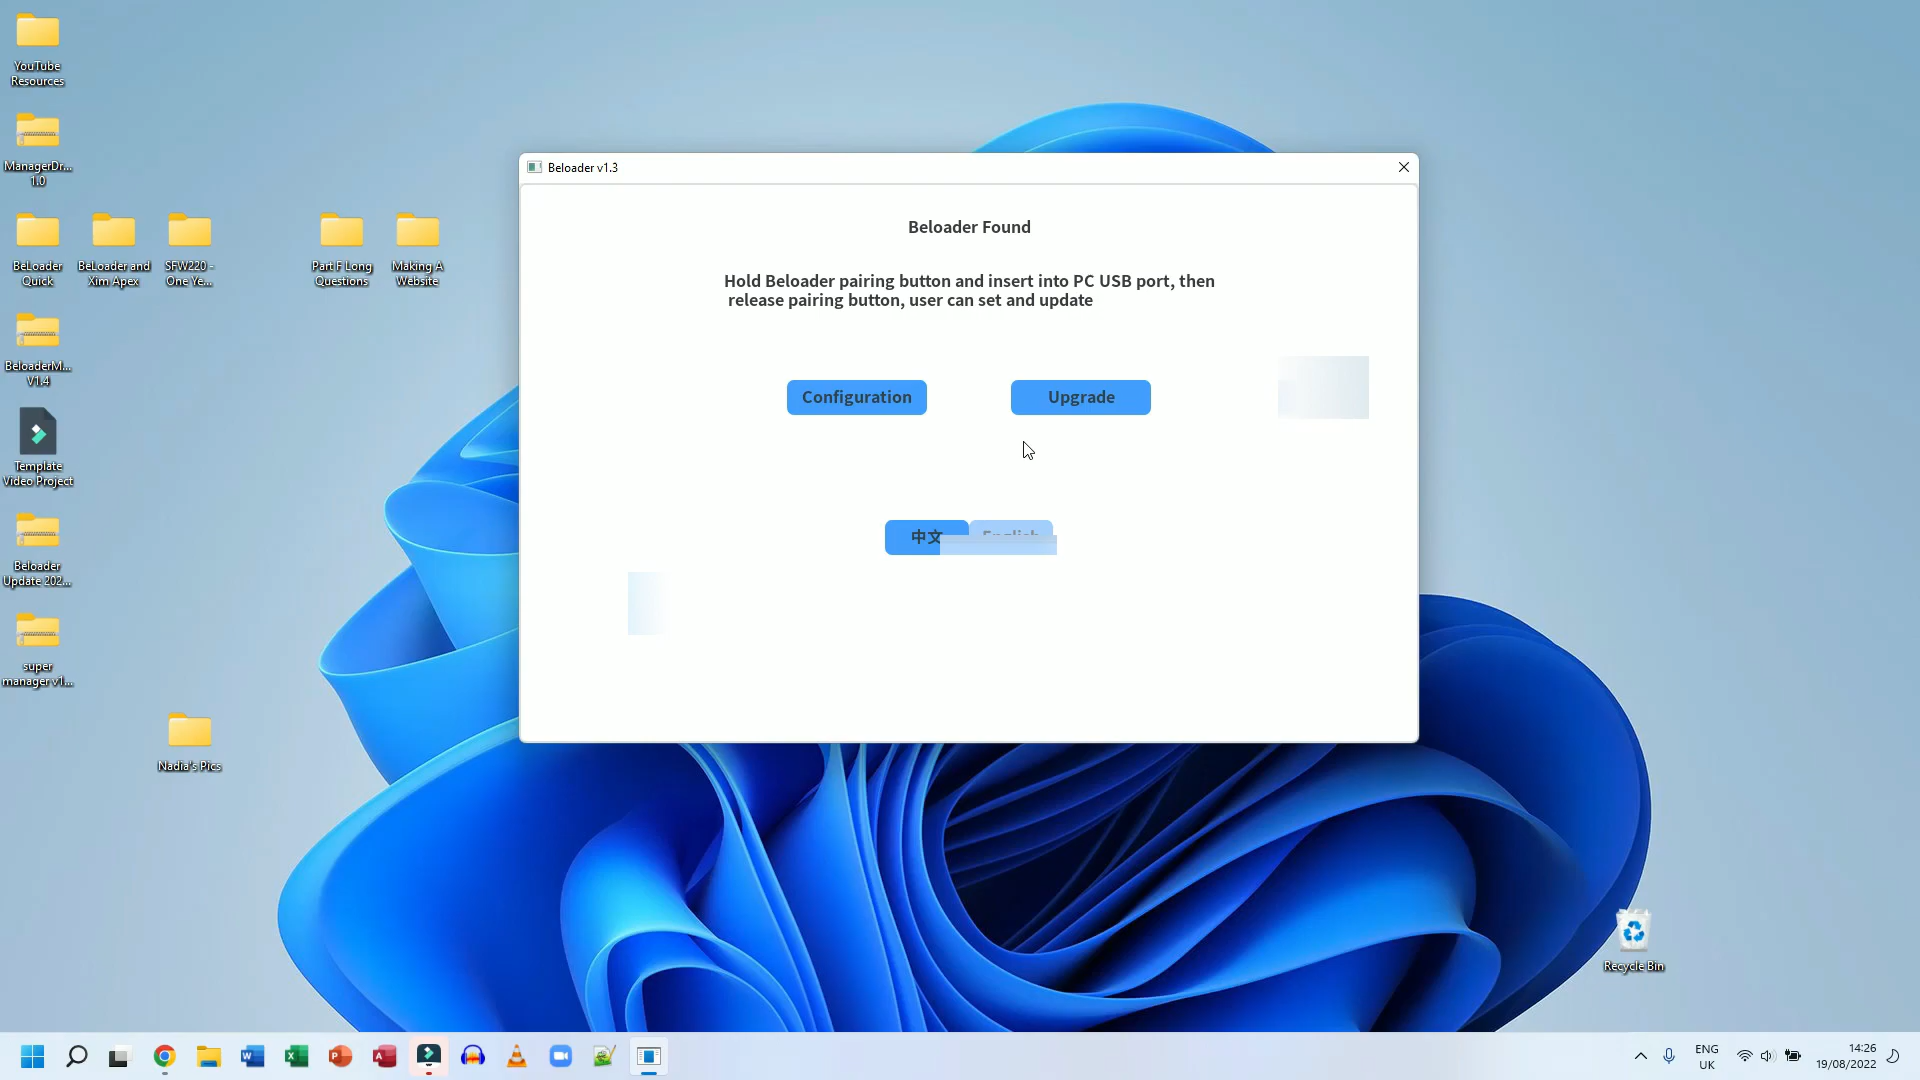 YouTube
Resources
ManagerDr...
1.0
BeLoader
Quick
BeLoader and
Xim Apex
SFW220 -
One Ye...
Part F Long
Questions
Making A
Website
BeloaderM...
V1.4
Template
Video Project
Beloader
Update 202...
super
manager v1...
Nadia's Pics
Beloader v1.3
Beloader Found
Hold Beloader pairing button and insert into PC USB port, then
release pairing button, user can set and update
Configuration
Upgrade
中文
English
Recycle Bin
ENG
UK
14:26
19/08/2022